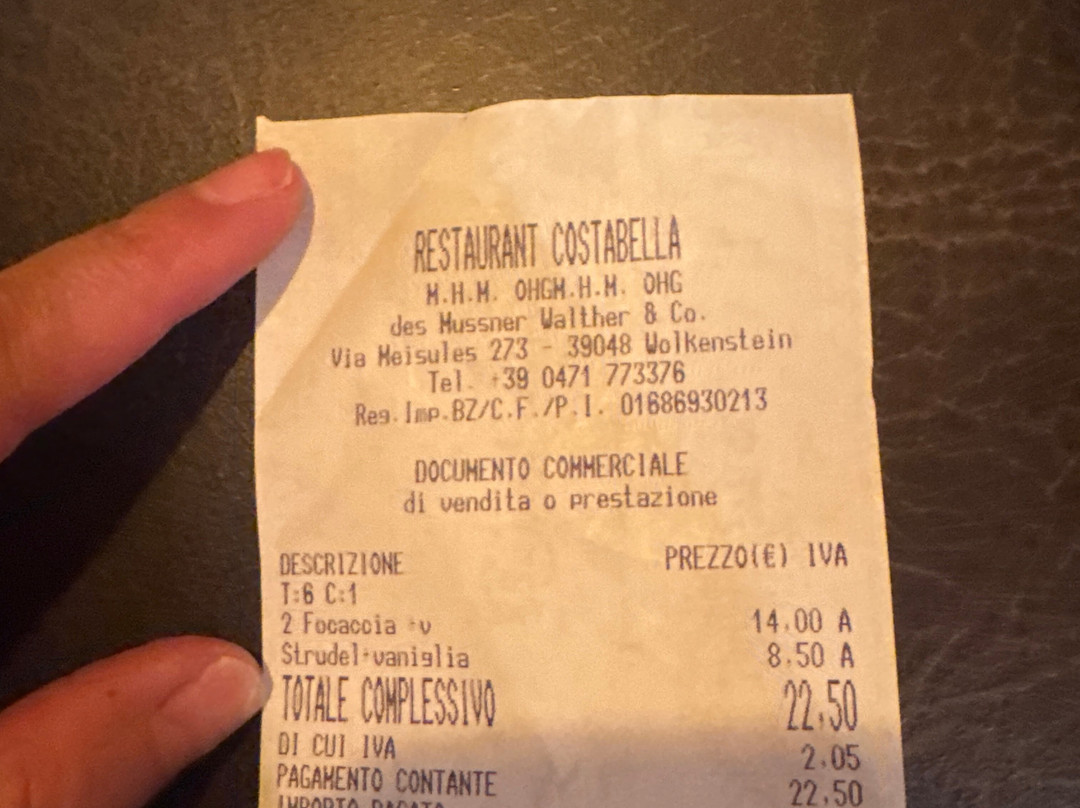 RESTAURANT COSTABELLA
M.H.M. OHGM.H.M. OHG
des Mussner Walther & Co.
Via Meisules 273 - 39048 Wolkenstein
Tel. +39 0471 773376
Reg.Imp.BZ/C.F./P.I. 01686930213
DOCUMENTO COMMERCIALE
di vendita o prestazione
DESCRIZIONE PREZZO(€) IVA
T:6 C:1
2 Focaccia +v 14,00 A
Strudel+vaniglia 8,50 A
TOTALE COMPLESSIVO 22,50
DI CUI IVA 2,05
PAGAMENTO CONTANTE 22,50
IMPORTO PAGATO